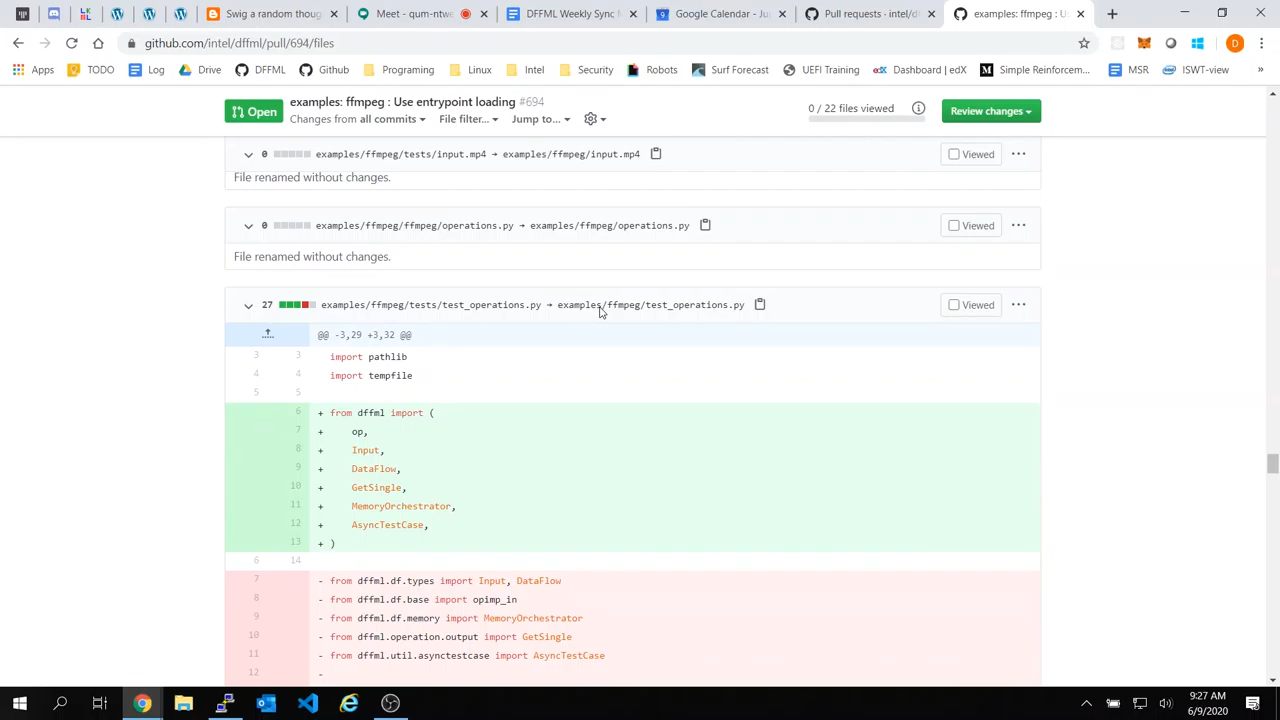 Swig a random thoug
Meet - qum-ntwe
DFFML Weekly Sync M
Google Calendar - Ju
Pull requests · intel/d
examples: ffmpeg : Us
github.com/intel/dffml/pull/694/files
Apps
TODO
Log
Drive
DFFML
Github
Programming
Linux
Intel
Security
Robots
Surf Forecast
UEFI Training
Dashboard | edX
Simple Reinforcem...
MSR
ISWT-view
»
Open
examples: ffmpeg : Use entrypoint loading #694
Changes from all commits
File filter...
Jump to...
0 / 22 files viewed
Review changes
0 examples/ffmpeg/tests/input.mp4 → examples/ffmpeg/input.mp4
Viewed
File renamed without changes.
0 examples/ffmpeg/ffmpeg/operations.py → examples/ffmpeg/operations.py
Viewed
File renamed without changes.
27 examples/ffmpeg/tests/test_operations.py → examples/ffmpeg/test_operations.py
Viewed
@@ -3,29 +3,32 @@
3 3 import pathlib
4 4 import tempfile
5 5
6 + from dffml import (
7 + op,
8 + Input,
9 + DataFlow,
10 + GetSingle,
11 + MemoryOrchestrator,
12 + AsyncTestCase,
13 + )
6 14
7 - from dffml.df.types import Input, DataFlow
8 - from dffml.df.base import opimp_in
9 - from dffml.df.memory import MemoryOrchestrator
10 - from dffml.operation.output import GetSingle
11 - from dffml.util.asynctestcase import AsyncTestCase
12 -
9:27 AM
6/9/2020